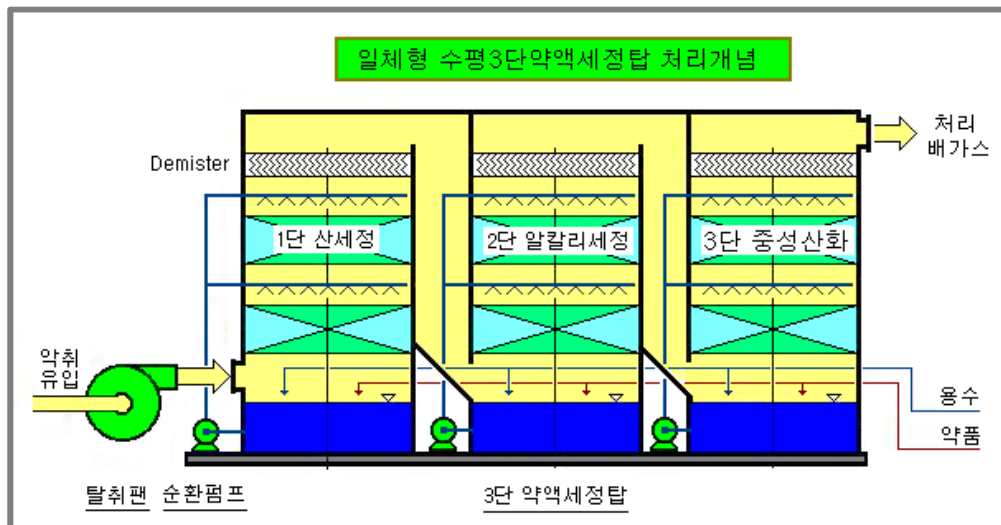 일체형 수평3단약액세정탑 처리개념
처리
배가스
Demister
1단 산세정
2단 알칼리세정
3단 중성산화
악취
유입
용수
약품
탈취팬
순환펌프
3단 약액세정탑